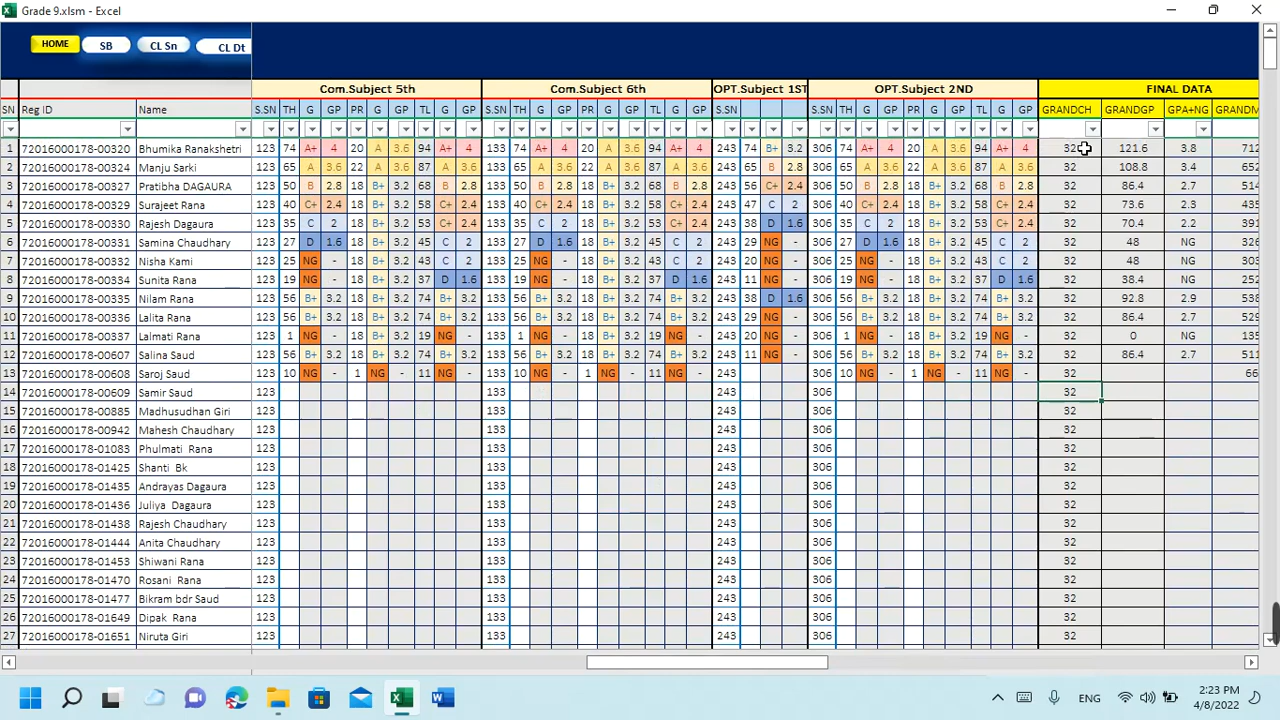 Grade 9.xlsm - Excel
HOME SB CL Sn CL Dt
Com.Subject 5th Com.Subject 6th OPT.Subject 1ST OPT.Subject 2ND FINAL DATA
SN Reg ID Name S.SN TH G GP PR G GP TL G GP S.SN TH G GP PR G GP TL G GP S.SN S.SN TH G GP PR G GP TL G GP GRANDCH GRANDGP GPA+NG GRANDM
1 72016000178-00320 Bhumika Ranakshetri 123 74 A+ 4 20 A 3.6 94 A+ 4 133 74 A+ 4 20 A 3.6 94 A+ 4 243 74 B+ 3.2 306 74 A+ 4 20 A 3.6 94 A+ 4 32 121.6 3.8 712
2 72016000178-00324 Manju Sarki 123 65 A 3.6 22 A 3.6 87 A 3.6 133 65 A 3.6 22 A 3.6 87 A 3.6 243 65 B 2.8 306 65 A 3.6 22 A 3.6 87 A 3.6 32 108.8 3.4 652
3 72016000178-00327 Pratibha DAGAURA 123 50 B 2.8 18 B+ 3.2 68 B 2.8 133 50 B 2.8 18 B+ 3.2 68 B 2.8 243 56 C+ 2.4 306 50 B 2.8 18 B+ 3.2 68 B 2.8 32 86.4 2.7 514
4 72016000178-00329 Surajeet Rana 123 40 C+ 2.4 18 B+ 3.2 58 C+ 2.4 133 40 C+ 2.4 18 B+ 3.2 58 C+ 2.4 243 47 C 2 306 40 C+ 2.4 18 B+ 3.2 58 C+ 2.4 32 73.6 2.3 435
5 72016000178-00330 Rajesh Dagaura 123 35 C 2 18 B+ 3.2 53 C+ 2.4 133 35 C 2 18 B+ 3.2 53 C+ 2.4 243 38 D 1.6 306 35 C 2 18 B+ 3.2 53 C+ 2.4 32 70.4 2.2 391
6 72016000178-00331 Samina Chaudhary 123 27 D 1.6 18 B+ 3.2 45 C 2 133 27 D 1.6 18 B+ 3.2 45 C 2 243 29 NG - 306 27 D 1.6 18 B+ 3.2 45 C 2 32 48 NG 326
7 72016000178-00332 Nisha Kami 123 25 NG - 18 B+ 3.2 43 C 2 133 25 NG - 18 B+ 3.2 43 C 2 243 20 NG - 306 25 NG - 18 B+ 3.2 43 C 2 32 48 NG 303
8 72016000178-00334 Sunita Rana 123 19 NG - 18 B+ 3.2 37 D 1.6 133 19 NG - 18 B+ 3.2 37 D 1.6 243 11 NG - 306 19 NG - 18 B+ 3.2 37 D 1.6 32 38.4 NG 252
9 72016000178-00335 Nilam Rana 123 56 B+ 3.2 18 B+ 3.2 74 B+ 3.2 133 56 B+ 3.2 18 B+ 3.2 74 B+ 3.2 243 38 D 1.6 306 56 B+ 3.2 18 B+ 3.2 74 B+ 3.2 32 92.8 2.9 538
10 72016000178-00336 Lalita Rana 123 56 B+ 3.2 18 B+ 3.2 74 B+ 3.2 133 56 B+ 3.2 18 B+ 3.2 74 B+ 3.2 243 11 NG - 306 56 B+ 3.2 18 B+ 3.2 74 B+ 3.2 32 86.4 2.7 511
11 72016000178-00337 Lalmati Rana 123 1 NG - 18 B+ 3.2 19 NG - 133 1 NG - 18 B+ 3.2 19 NG - 243 11 NG - 306 1 NG - 18 B+ 3.2 19 NG - 32 0 NG 135
12 72016000178-00607 Salina Saud 123 56 B+ 3.2 18 B+ 3.2 74 B+ 3.2 133 56 B+ 3.2 18 B+ 3.2 74 B+ 3.2 243 11 NG - 306 56 B+ 3.2 18 B+ 3.2 74 B+ 3.2 32 86.4 2.7 511
13 72016000178-00608 Saroj Saud 123 10 NG - 1 NG - 11 NG - 133 10 NG - 1 NG - 11 NG - 243 306 10 NG - 1 NG - 11 NG - 32 66
14 72016000178-00609 Samir Saud 123 133 243 306 32
15 72016000178-00885 Madhusudhan Giri 123 133 243 306 32
16 72016000178-00942 Mahesh Chaudhary 123 133 243 306 32
17 72016000178-01083 Phulmati Rana 123 133 243 306 32
18 72016000178-01425 Shanti Bk 123 133 243 306 32
19 72016000178-01435 Andrayas Dagaura 123 133 243 306 32
20 72016000178-01436 Juliya Dagaura 123 133 243 306 32
21 72016000178-01438 Rajesh Chaudhary 123 133 243 306 32
22 72016000178-01444 Anita Chaudhary 123 133 243 306 32
23 72016000178-01453 Shiwani Rana 123 133 243 306 32
24 72016000178-01470 Rosani Rana 123 133 243 306 32
25 72016000178-01477 Bikram bdr Saud 123 133 243 306 32
26 72016000178-01649 Dipak Rana 123 133 243 306 32
27 72016000178-01651 Niruta Giri 123 133 243 306 32
ENG 2:23 PM
4/8/2022